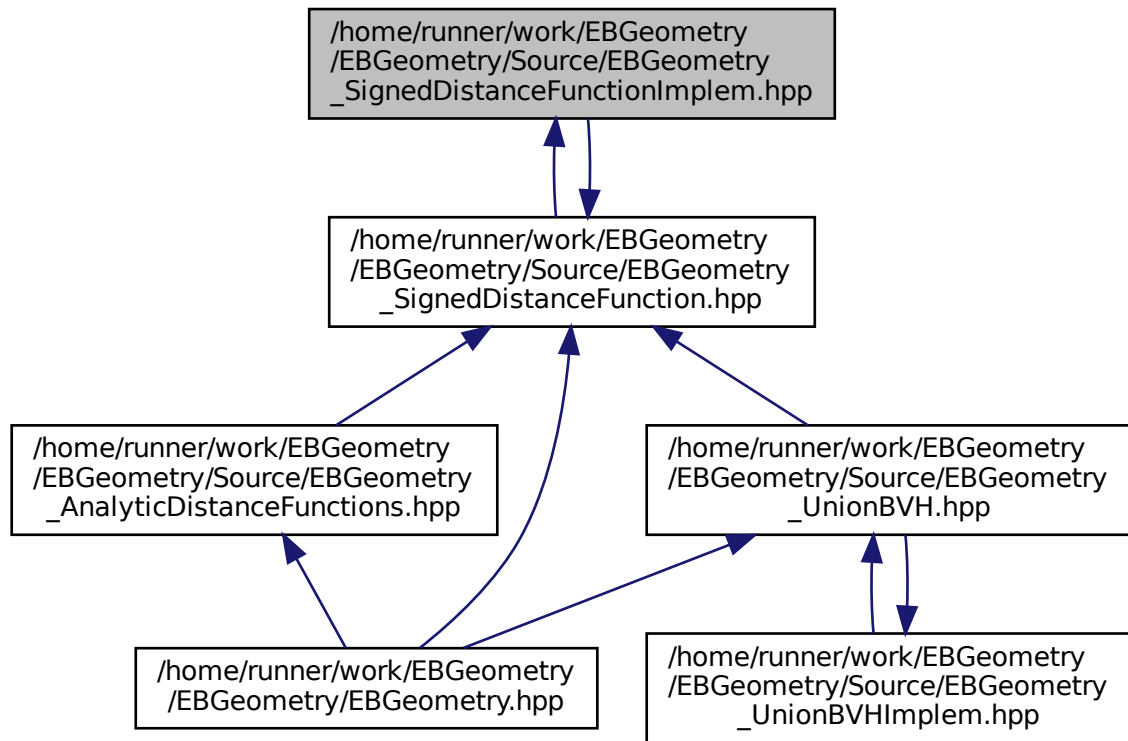 /home/runner/work/EBGeometry
/EBGeometry/Source/EBGeometry
_SignedDistanceFunctionImplem.hpp
/home/runner/work/EBGeometry
/EBGeometry/Source/EBGeometry
_SignedDistanceFunction.hpp
/home/runner/work/EBGeometry
/EBGeometry/Source/EBGeometry
_AnalyticDistanceFunctions.hpp
/home/runner/work/EBGeometry
/EBGeometry/Source/EBGeometry
_UnionBVH.hpp
/home/runner/work/EBGeometry
/EBGeometry/EBGeometry.hpp
/home/runner/work/EBGeometry
/EBGeometry/Source/EBGeometry
_UnionBVHImplem.hpp